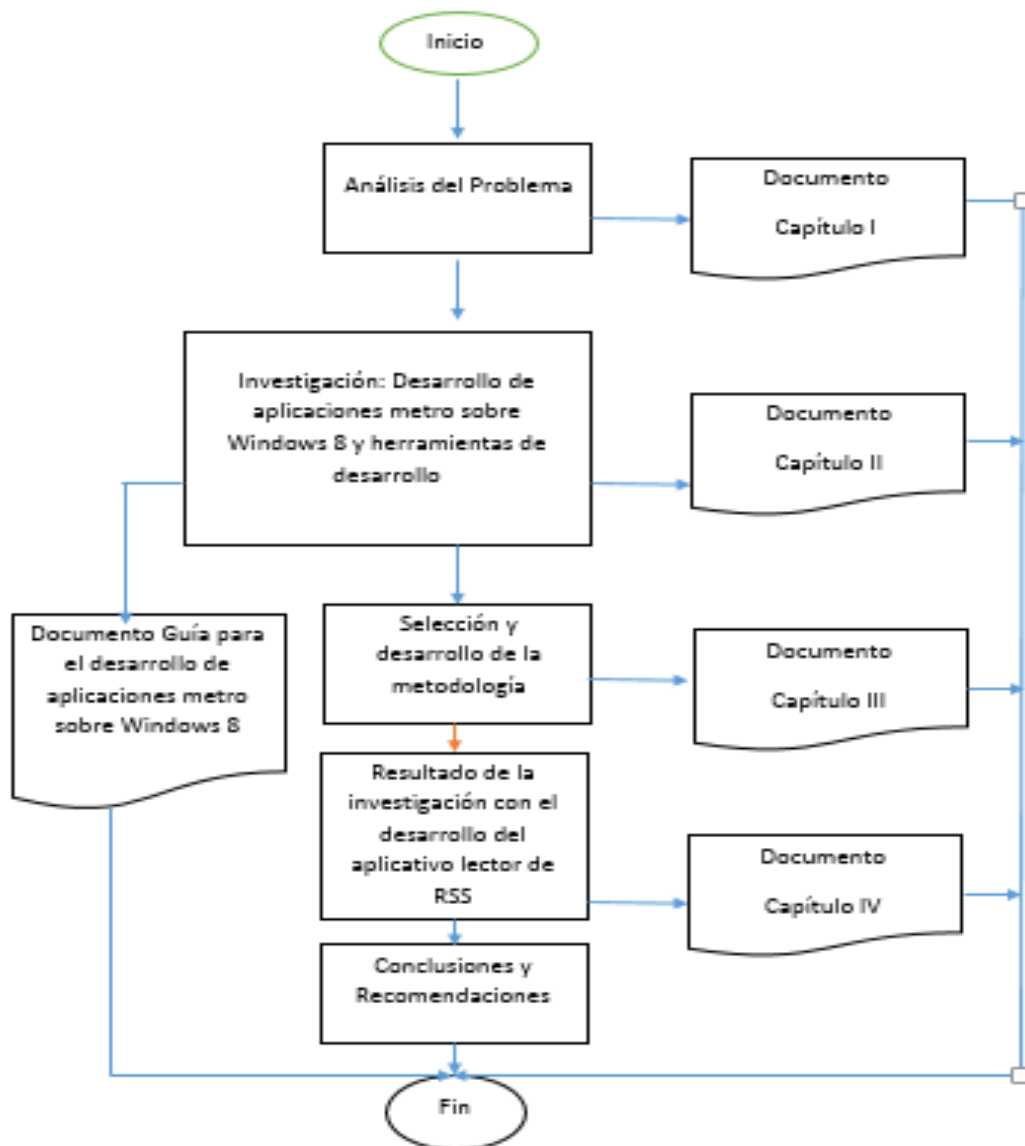 Inicio
Análisis del Problema
Documento
Capítulo I
Investigación: Desarrollo de
aplicaciones metro sobre
Windows 8 y herramientas de
desarrollo
Documento
Capítulo II
Documento Guía para
el desarrollo de
aplicaciones metro
sobre Windows 8
Selección y
desarrollo de la
metodología
Documento
Capítulo III
Resultado de la
investigación con el
desarrollo del
aplicativo lector de
RSS
Documento
Capítulo IV
Conclusiones y
Recomendaciones
Fin